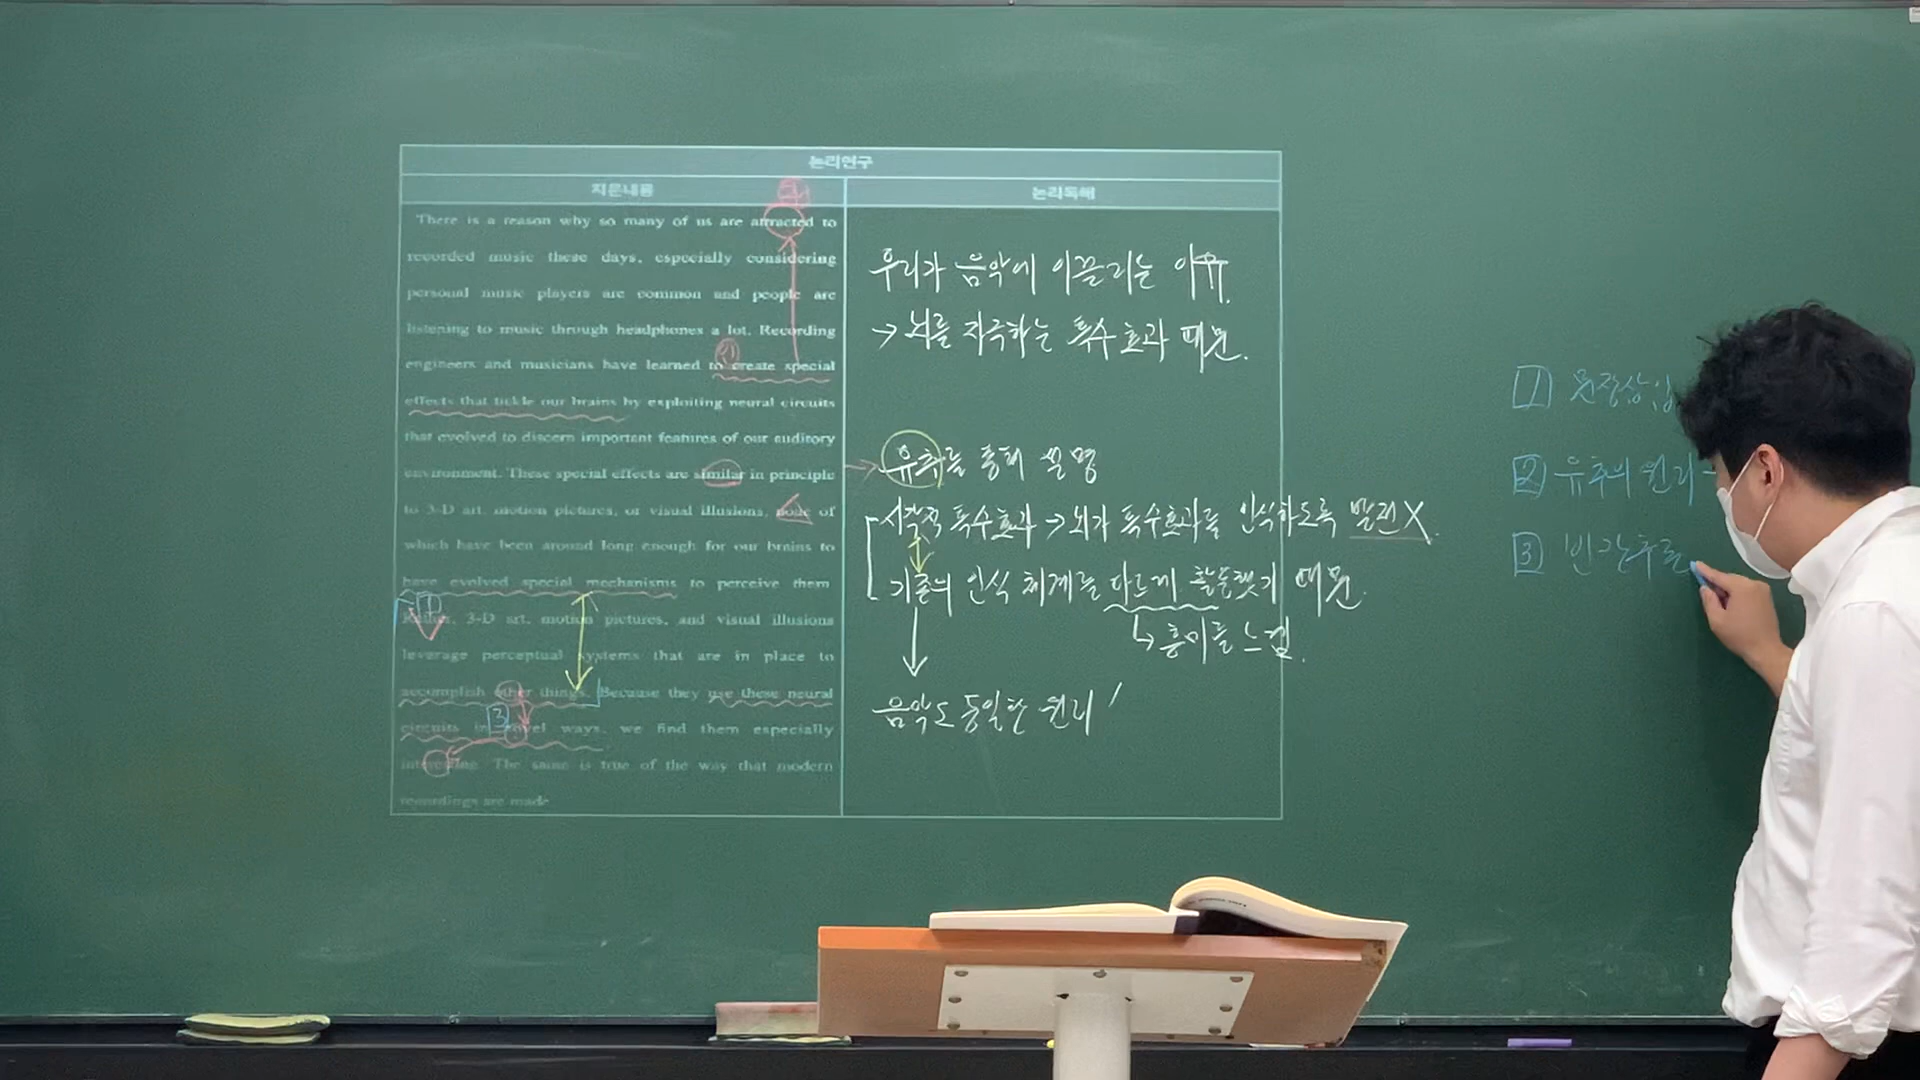 논리연구
지문내용
논리독해
There is a reason why so many of us are attracted to
recorded music these days, especially considering
personal music players are common and people are
listening to music through headphones a lot. Recording
engineers and musicians have learned to create special
effects that tickle our brains by exploiting neural circuits
that evolved to discern important features of our auditory
environment. These special effects are similar in principle
to 3-D art, motion pictures, or visual illusions, none of
which have been around long enough for our brains to
have evolved special mechanisms to perceive them
Rather, 3-D art, motion pictures, and visual illusions
leverage perceptual systems that are in place to
accomplish other things. Because they use these neural
circuits in novel ways, we find them especially
interesting. The same is true of the way that modern
recordings are made
우리가 음악에 이끌리는 이유.
→ 뇌를 자극하는 특수효과 때문.
유추를 통해 설명
시각적 특수효과 → 뇌가 특수효과를 인식하도록 발전 X.
기존의 인식 체계를 다르게 활용했기 때문
↳ 흥미를 느낌.
음악도 동일한 원리!
1 문장삽입
2 유추의 원리
3 빈칸추론